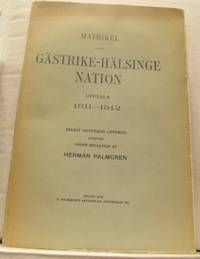 MATRIKEL
GÄSTRIKE-HÄLSINGE
NATION
UPPSALA
1811—1912
UNDER REDAKTION AF
HERMAN PALMGREN